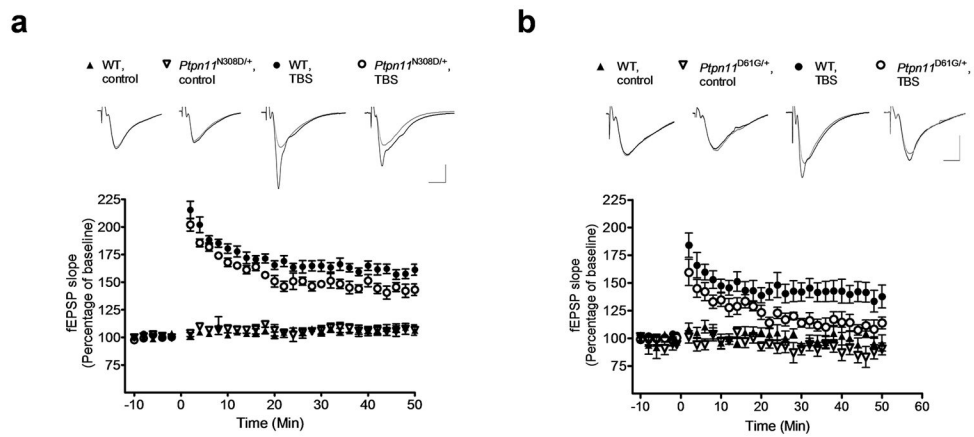 a
WT, control
Ptpn11N308D/+, control
WT, TBS
Ptpn11N308D/+, TBS
fEPSP slope
(Percentage of baseline)
225
200
175
150
125
100
75
-10 0 10 20 30 40 50
Time (Min)
b
WT, control
Ptpn11D61G/+, control
WT, TBS
Ptpn11D61G/+, TBS
fEPSP slope
(Percentage of baseline)
225
200
175
150
125
100
75
-10 0 10 20 30 40 50 60
Time (Min)